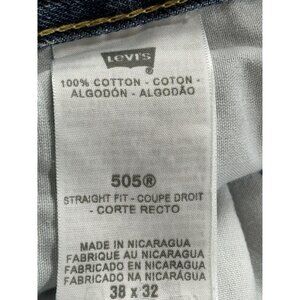 Levi's
100% COTTON - COTON -
ALGODÓN - ALGODÃO
505®
STRAIGHT FIT - COUPE DROIT
- CORTE RECTO
MADE IN NICARAGUA
FABRIQUE AU NICARAGUA
FABRICADO EN NICARAGUA
FABRICADO NA NICARÁGUA
38 x 32